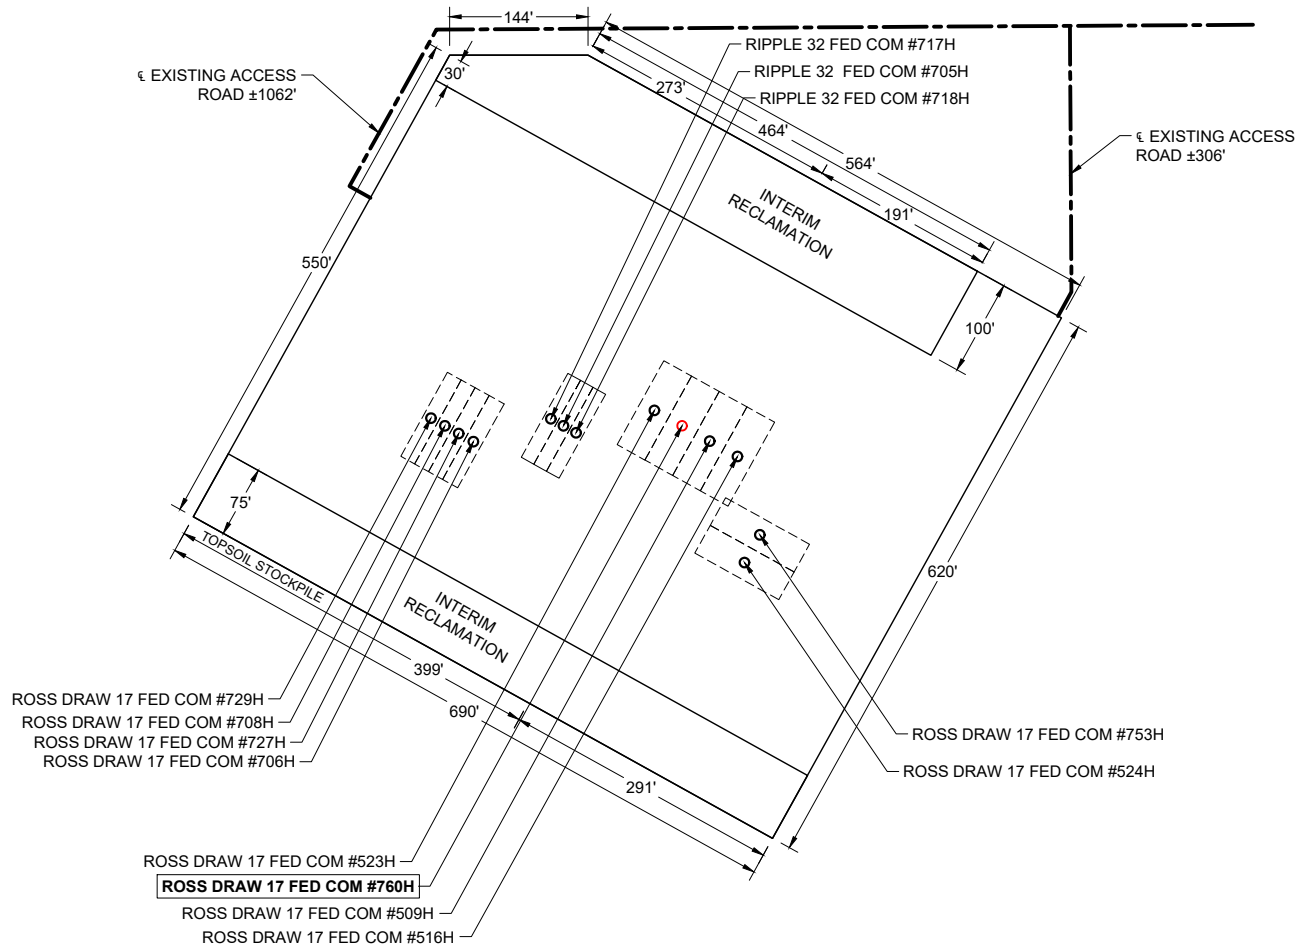 144'
RIPPLE 32 FED COM #717H
RIPPLE 32 FED COM #705H
RIPPLE 32 FED COM #718H
℄ EXISTING ACCESS
ROAD ±1062'
30'
273'
464'
564'
℄ EXISTING ACCESS
ROAD ±306'
191'
INTERIM
RECLAMATION
550'
100'
75'
TOPSOIL STOCKPILE
620'
INTERIM
RECLAMATION
399'
690'
291'
ROSS DRAW 17 FED COM #729H
ROSS DRAW 17 FED COM #708H
ROSS DRAW 17 FED COM #727H
ROSS DRAW 17 FED COM #706H
ROSS DRAW 17 FED COM #753H
ROSS DRAW 17 FED COM #524H
ROSS DRAW 17 FED COM #523H
ROSS DRAW 17 FED COM #760H
ROSS DRAW 17 FED COM #509H
ROSS DRAW 17 FED COM #516H